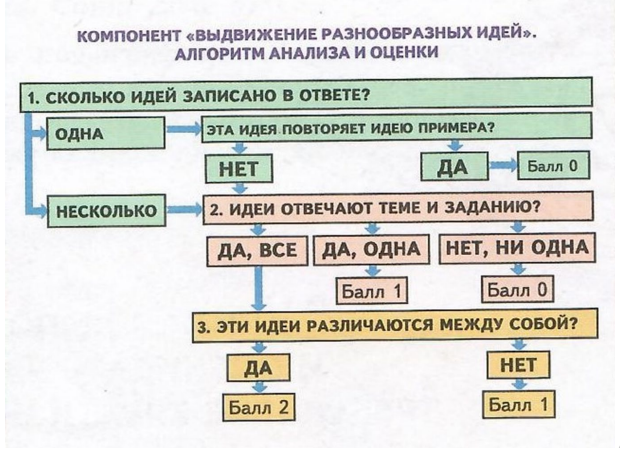 КОМПОНЕНТ «ВЫДВИЖЕНИЕ РАЗНООБРАЗНЫХ ИДЕЙ».
АЛГОРИТМ АНАЛИЗА И ОЦЕНКИ
1. СКОЛЬКО ИДЕЙ ЗАПИСАНО В ОТВЕТЕ?
ОДНА
ЭТА ИДЕЯ ПОВТОРЯЕТ ИДЕЮ ПРИМЕРА?
НЕТ
ДА
Балл 0
НЕСКОЛЬКО
2. ИДЕИ ОТВЕЧАЮТ ТЕМЕ И ЗАДАНИЮ?
ДА, ВСЕ
ДА, ОДНА
НЕТ, НИ ОДНА
Балл 1
Балл 0
3. ЭТИ ИДЕИ РАЗЛИЧАЮТСЯ МЕЖДУ СОБОЙ?
ДА
НЕТ
Балл 2
Балл 1